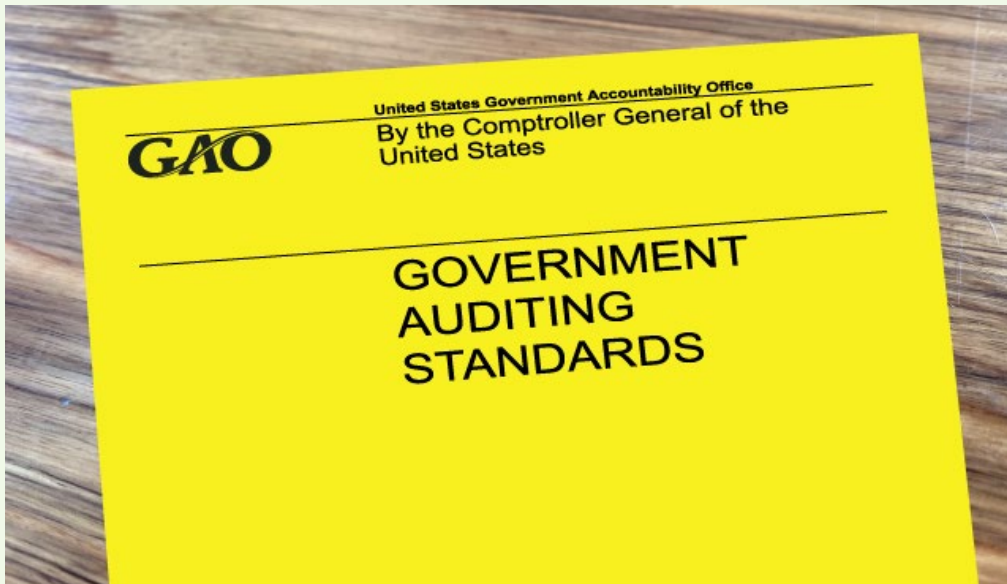 United States Government Accountability Office
GAO
By the Comptroller General of the
United States
GOVERNMENT
AUDITING
STANDARDS